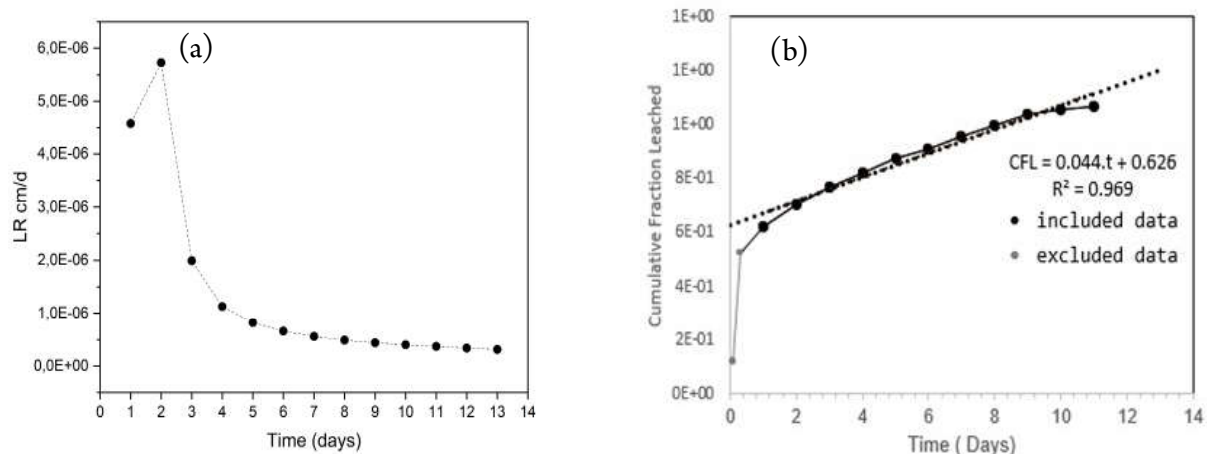 (a)
6,0E-06
5,0E-06
4,0E-06
3,0E-06
2,0E-06
1,0E-06
0,0E+00
LR cm/d
0 1 2 3 4 5 6 7 8 9 10 11 12 13 14
Time (days)
(b)
1E+00
1E+00
1E+00
8E-01
6E-01
4E-01
2E-01
0E+00
Cumulative Fraction Leached
CFL = 0.044.t + 0.626
R² = 0.969
included data
excluded data
0 2 4 6 8 10 12 14
Time ( Days)